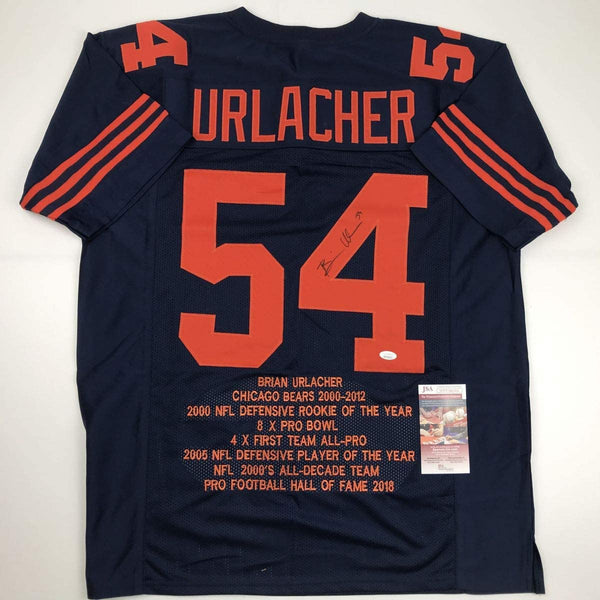 54
54
URLACHER
54
BRIAN URLACHER
CHICAGO BEARS 2000-2012
2000 NFL DEFENSIVE ROOKIE OF THE YEAR
8 X PRO BOWL
4 X FIRST TEAM ALL-PRO
2005 NFL DEFENSIVE PLAYER OF THE YEAR
NFL 2000'S ALL-DECADE TEAM
PRO FOOTBALL HALL OF FAME 2018
JSA